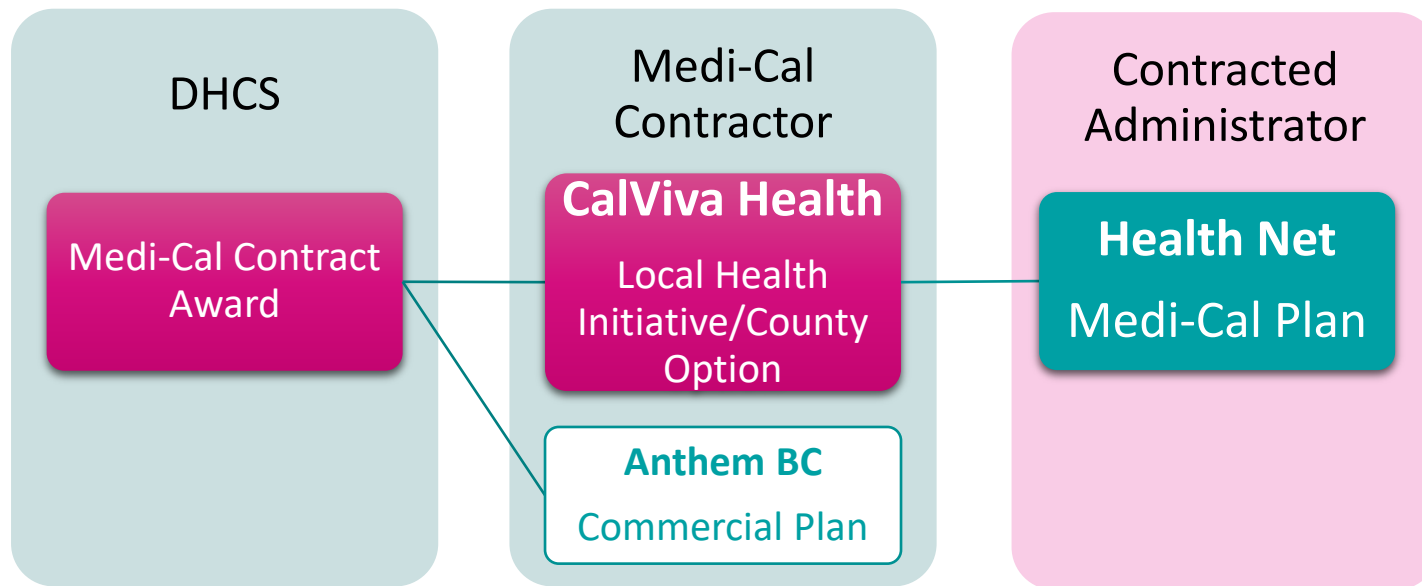 DHCS
Medi-Cal Contract
Award
Medi-Cal
Contractor
CalViva Health
Local Health
Initiative/County
Option
Anthem BC
Commercial Plan
Contracted
Administrator
Health Net
Medi-Cal Plan